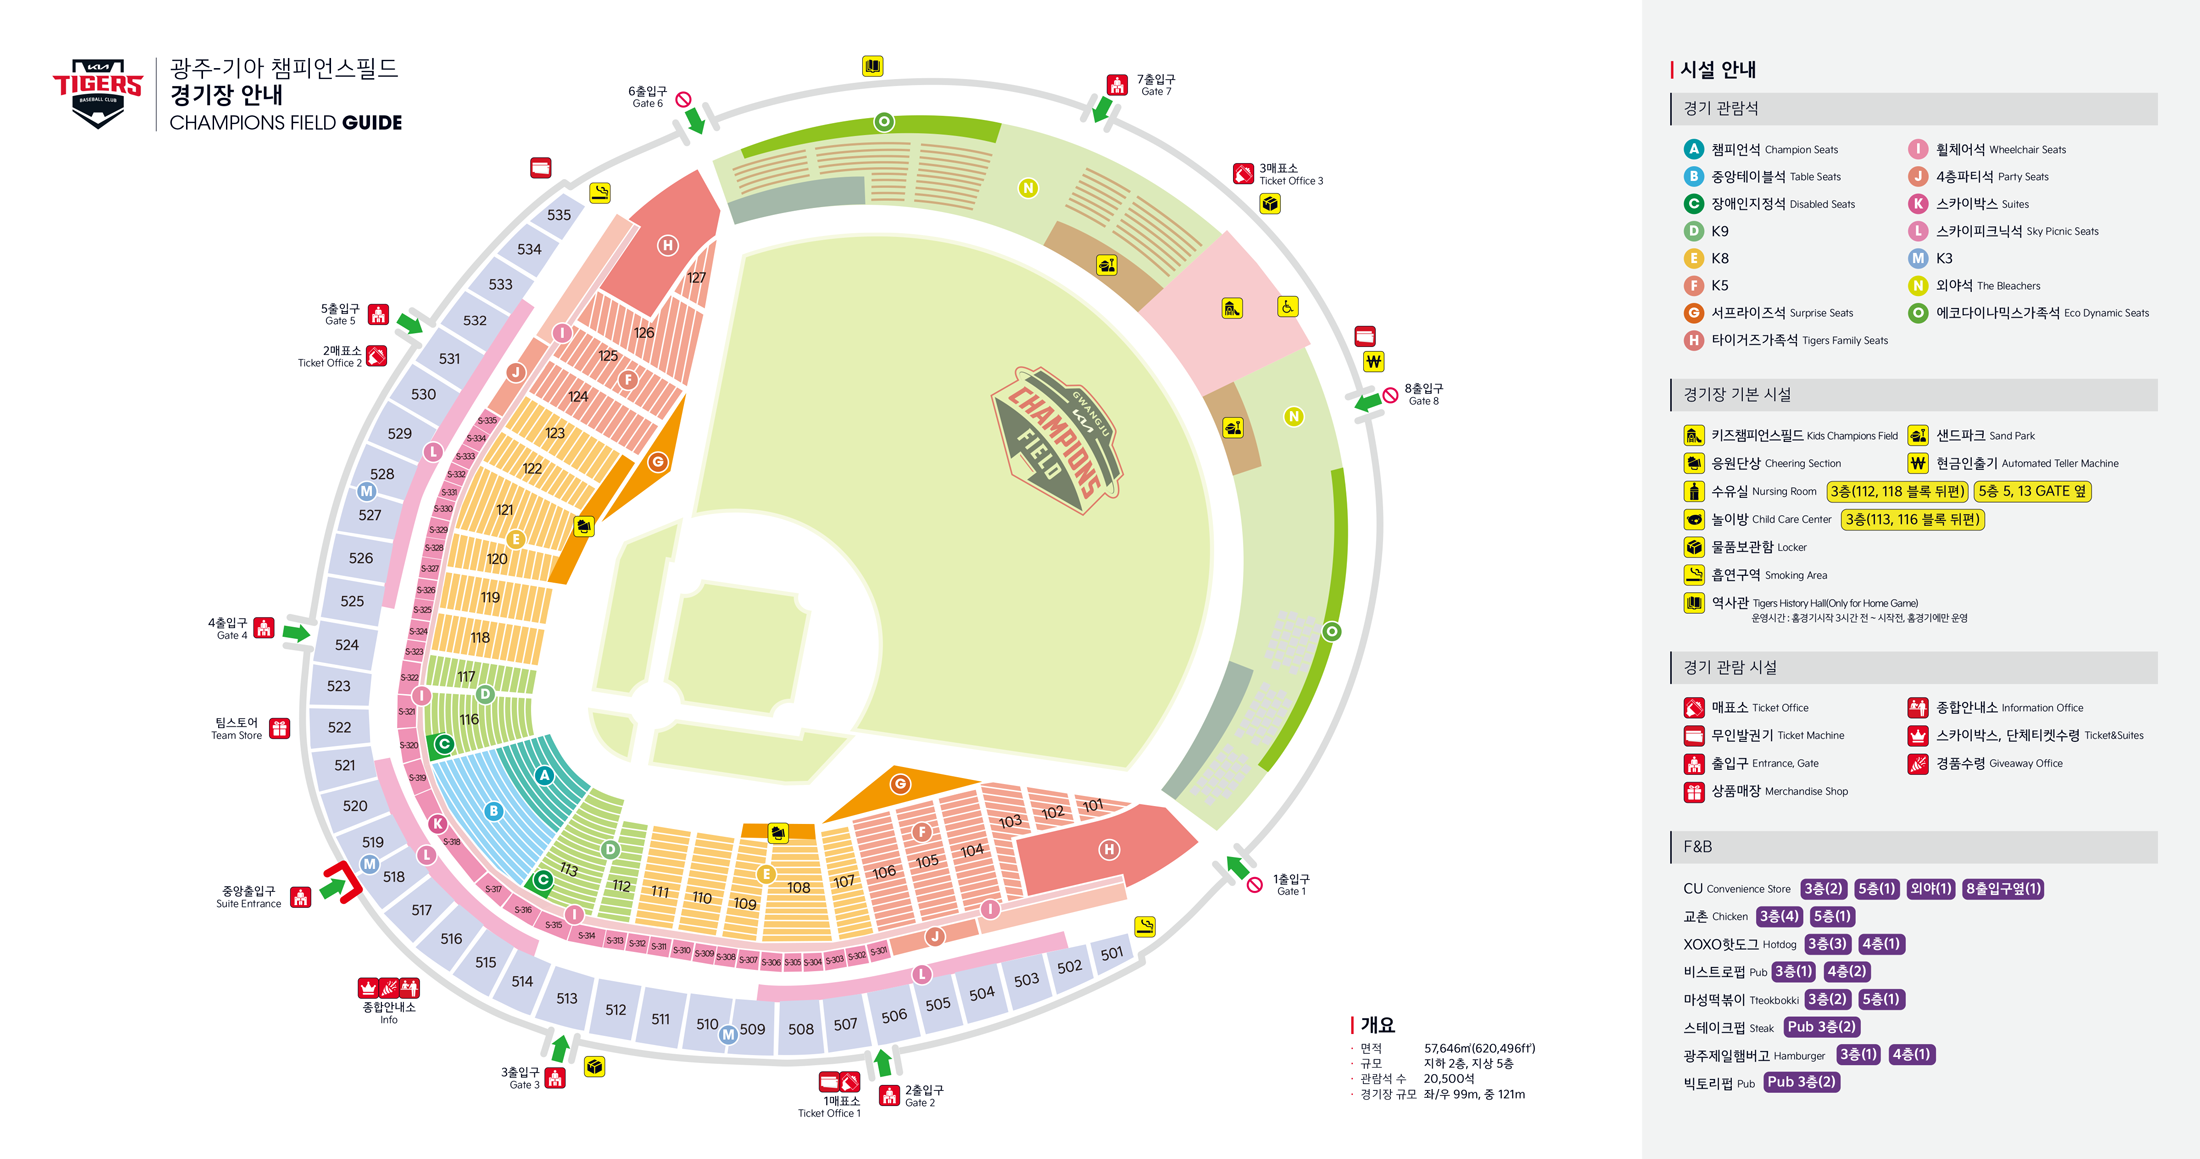 KIA
TIGERS
BASEBALL CLUB
광주-기아 챔피언스필드
경기장 안내
CHAMPIONS FIELD GUIDE
6출입구
Gate 6
7출입구
Gate 7
3매표소
Ticket Office 3
8출입구
Gate 8
5출입구
Gate 5
2매표소
Ticket Office 2
4출입구
Gate 4
팀스토어
Team Store
중앙출입구
Suite Entrance
종합안내소
Info
3출입구
Gate 3
1매표소
Ticket Office 1
2출입구
Gate 2
1출입구
Gate 1
535
534
533
532
531
530
529
528
527
526
525
524
523
522
521
520
519
518
517
516
515
514
513
512
511
510
509
508
507
506
505
504
503
502
501
127
126
125
124
123
122
121
120
119
118
117
116
113
112
111
110
109
108
107
106
105
104
103
102
101
S-335
S-334
S-333
S-332
S-331
S-330
S-329
S-328
S-327
S-326
S-325
S-324
S-323
S-322
S-321
S-320
S-319
S-318
S-317
S-316
S-315
S-314
S-313
S-312
S-311
S-310
S-309
S-308
S-307
S-306
S-305
S-304
S-303
S-302
S-301
O
N
H
I
J
F
G
L
M
E
I
D
C
A
B
K
L
M
C
D
I
E
G
F
H
I
J
L
M
N
O
₩
GWANGJU
KIA
CHAMPIONS
FIELD
개요
· 면적 57,646㎡(620,496ft²)
· 규모 지하 2층, 지상 5층
· 관람석 수 20,500석
· 경기장 규모 좌/우 99m, 중 121m
시설 안내
경기 관람석
A 챔피언석 Champion Seats
B 중앙테이블석 Table Seats
C 장애인지정석 Disabled Seats
D K9
E K8
F K5
G 서프라이즈석 Surprise Seats
H 타이거즈가족석 Tigers Family Seats
I 휠체어석 Wheelchair Seats
J 4층파티석 Party Seats
K 스카이박스 Suites
L 스카이피크닉석 Sky Picnic Seats
M K3
N 외야석 The Bleachers
O 에코다이나믹스가족석 Eco Dynamic Seats
경기장 기본 시설
키즈챔피언스필드 Kids Champions Field
샌드파크 Sand Park
응원단상 Cheering Section
₩ 현금인출기 Automated Teller Machine
수유실 Nursing Room 3층(112, 118 블록 뒤편) 5층 5, 13 GATE 옆
놀이방 Child Care Center 3층(113, 116 블록 뒤편)
물품보관함 Locker
흡연구역 Smoking Area
역사관 Tigers History Hall(Only for Home Game)
운영시간 : 홈경기시작 3시간 전 ~ 시작전, 홈경기에만 운영
경기 관람 시설
매표소 Ticket Office
무인발권기 Ticket Machine
출입구 Entrance, Gate
상품매장 Merchandise Shop
종합안내소 Information Office
스카이박스, 단체티켓수령 Ticket&Suites
경품수령 Giveaway Office
F&B
CU Convenience Store 3층(2) 5층(1) 외야(1) 8출입구옆(1)
교촌 Chicken 3층(4) 5층(1)
XOXO핫도그 Hotdog 3층(3) 4층(1)
비스트로펍 Pub 3층(1) 4층(2)
마성떡볶이 Tteokbokki 3층(2) 5층(1)
스테이크펍 Steak Pub 3층(2)
광주제일햄버고 Hamburger 3층(1) 4층(1)
빅토리펍 Pub Pub 3층(2)